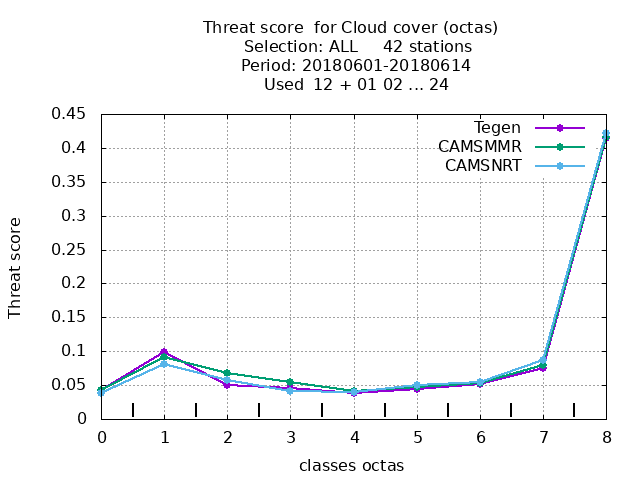 Threat score  for Cloud cover (octas)
Selection: ALL     42 stations
Period: 20180601-20180614
Used  12 + 01 02 ... 24
Tegen
CAMSMMR
CAMSNRT
0.45
0.4
0.35
0.3
0.25
0.2
0.15
0.1
0.05
0
Threat score
0 1 2 3 4 5 6 7 8
classes octas